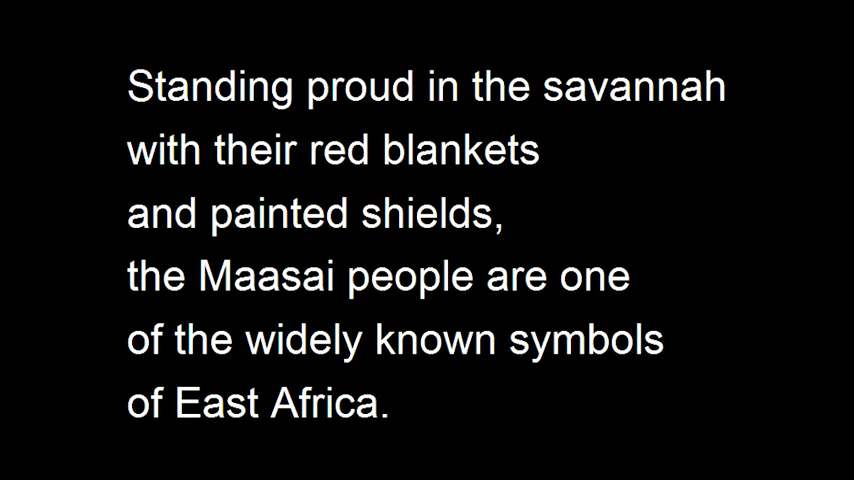 Standing proud in the savannah
with their red blankets
and painted shields,
the Maasai people are one
of the widely known symbols
of East Africa.